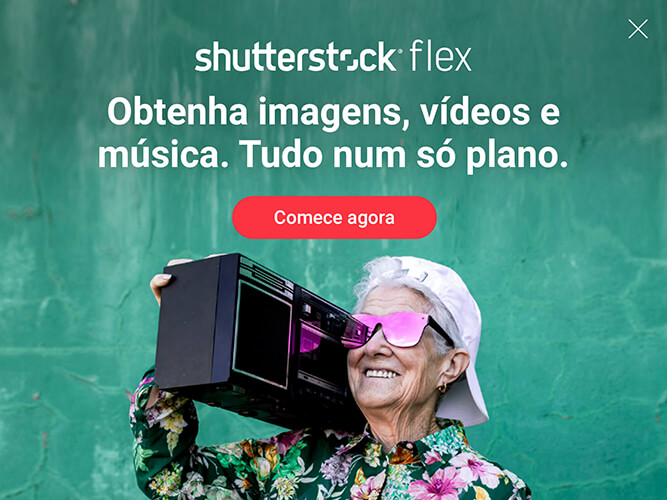 shutterstock flex
Obtenha imagens, vídeos e
música. Tudo num só plano.
Comece agora